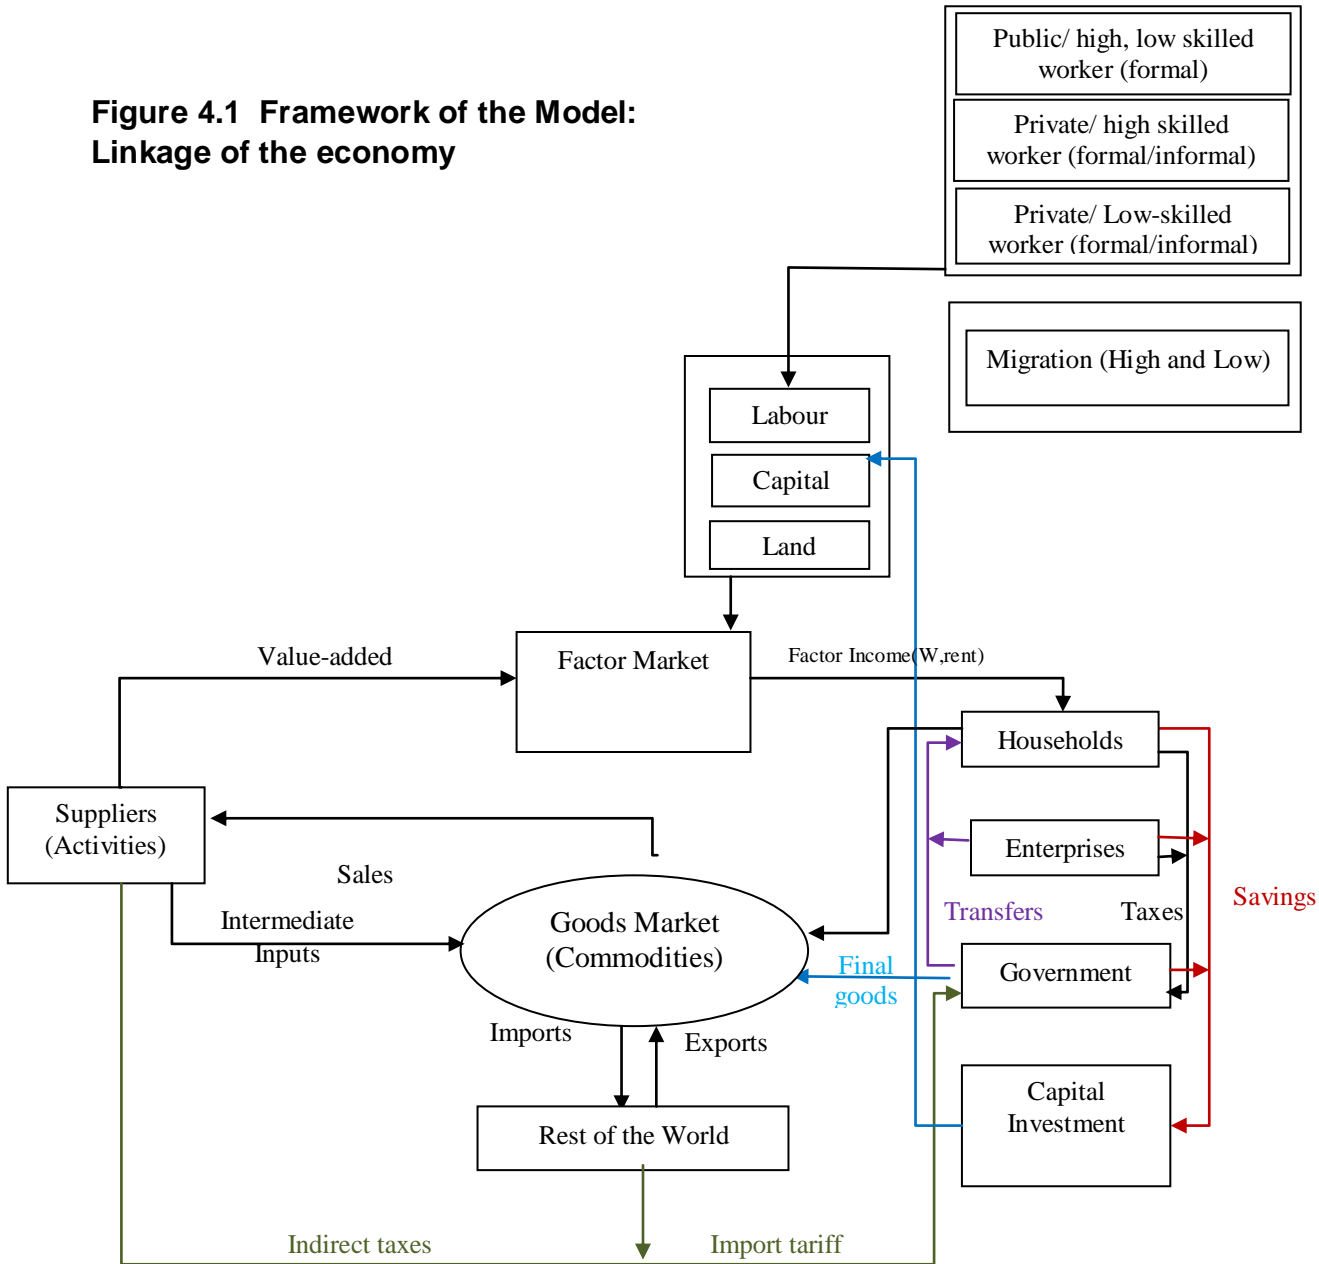 Figure 4.1 Framework of the Model:
Linkage of the economy
Public/ high, low skilled
worker (formal)
Private/ high skilled
worker (formal/informal)
Private/ Low-skilled
worker (formal/informal)
Migration (High and Low)
Labour
Capital
Land
Value-added
Factor Market
Factor Income(W,rent)
Households
Suppliers
(Activities)
Enterprises
Sales
Savings
Transfers
Taxes
Intermediate
Inputs
Goods Market
(Commodities)
Final
goods
Government
Imports
Exports
Capital
Investment
Rest of the World
Indirect taxes
Import tariff